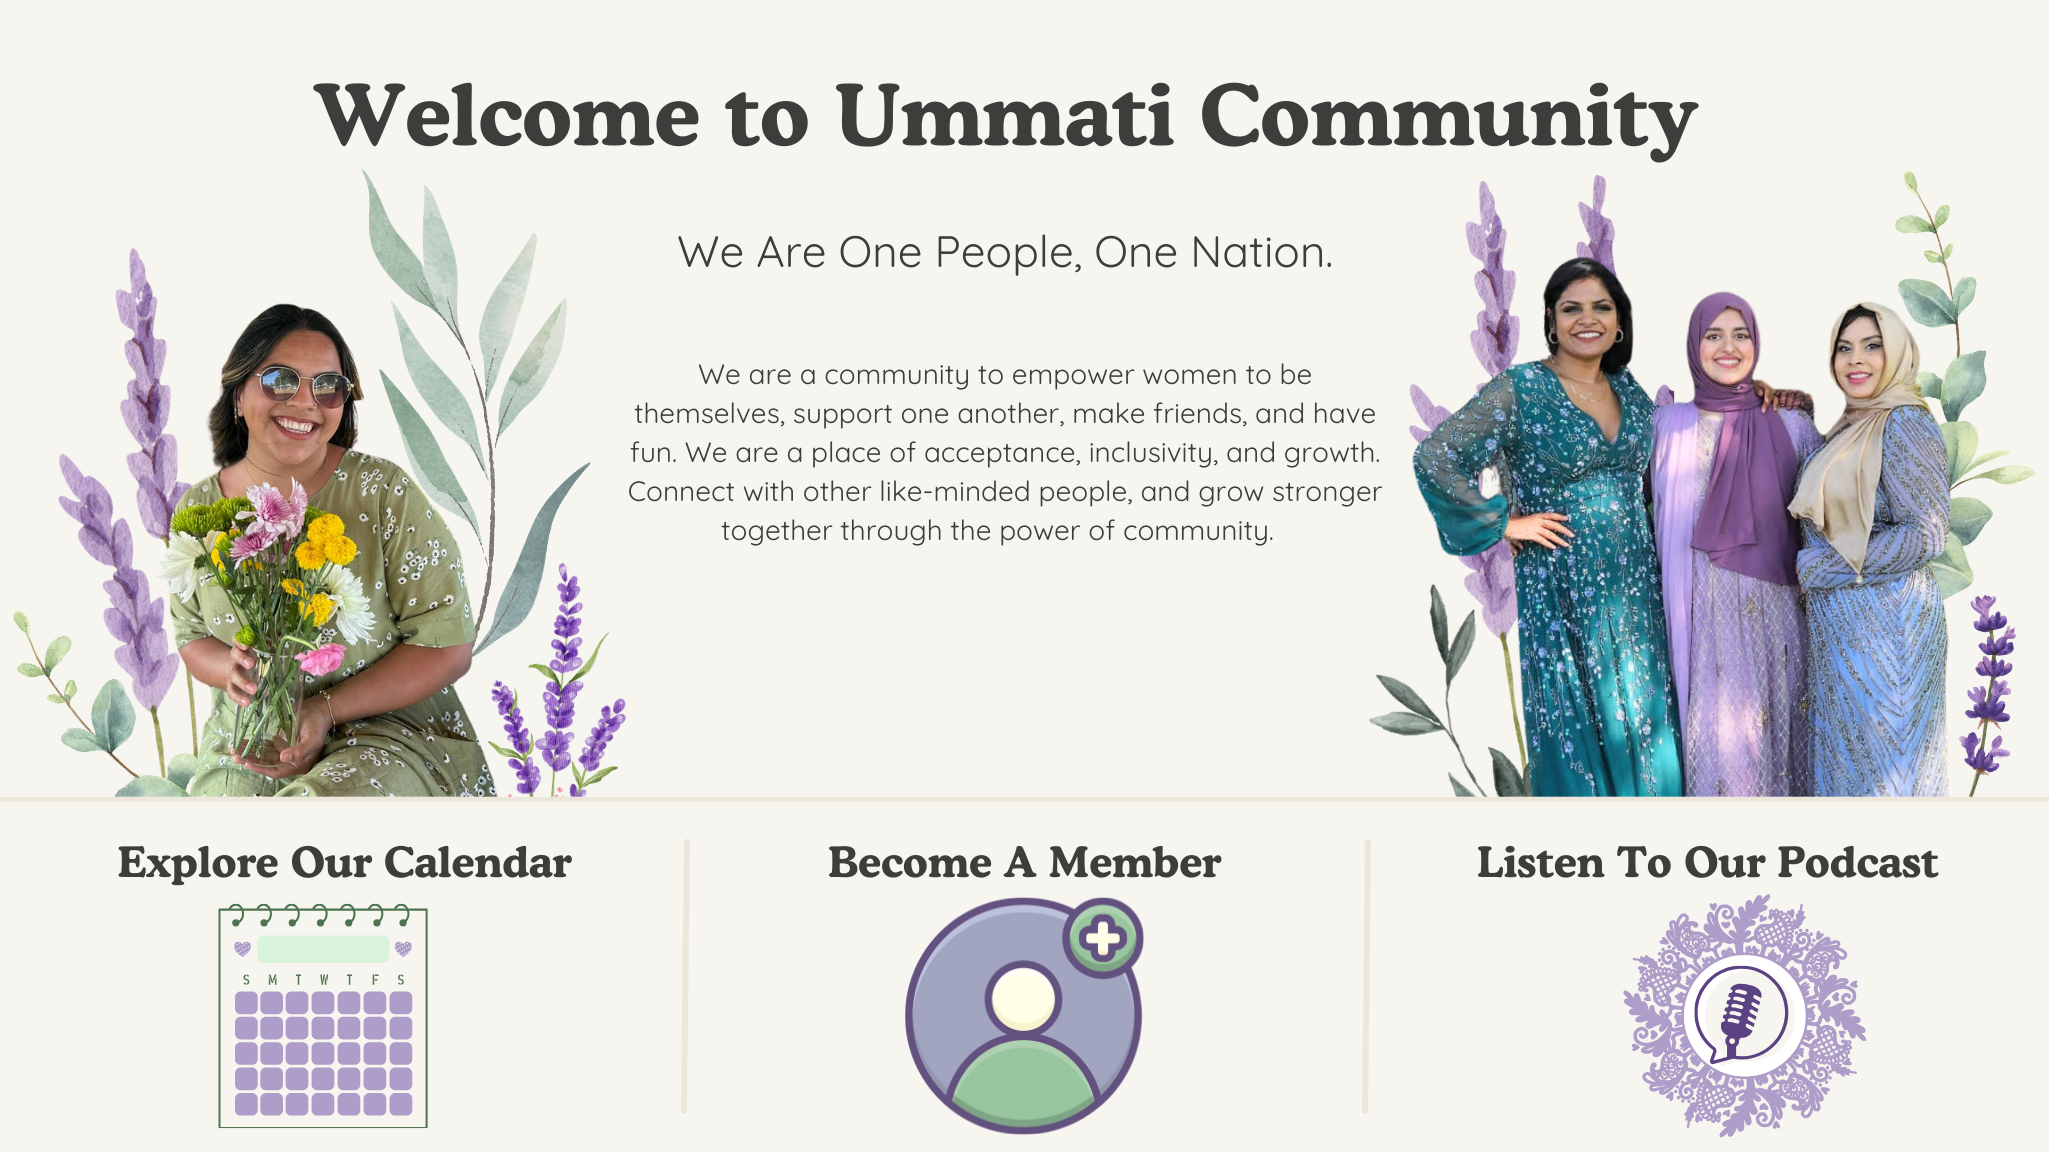 Welcome to Ummati Community
We Are One People, One Nation.
We are a community to empower women to be
themselves, support one another, make friends, and have
fun. We are a place of acceptance, inclusivity, and growth.
Connect with other like-minded people, and grow stronger
together through the power of community.
Explore Our Calendar
S M T W T F S
Become A Member
Listen To Our Podcast